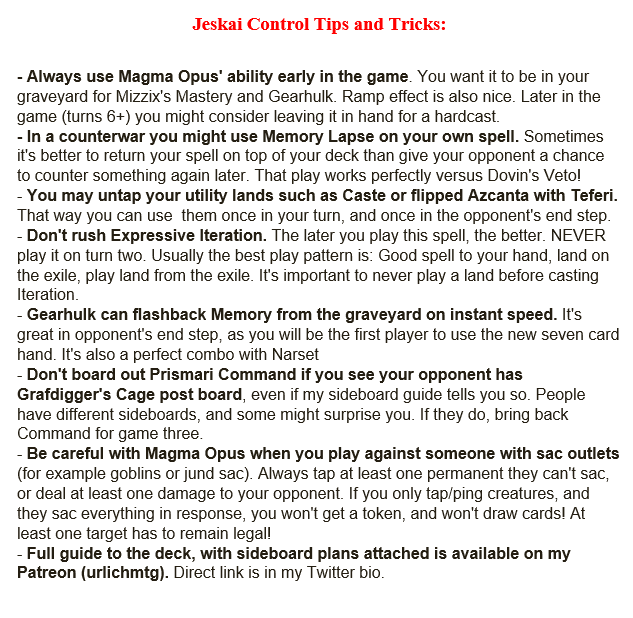 Jeskai Control Tips and Tricks:
- Always use Magma Opus' ability early in the game. You want it to be in your
graveyard for Mizzix's Mastery and Gearhulk. Ramp effect is also nice. Later in the
game (turns 6+) you might consider leaving it in hand for a hardcast.
- In a counterwar you might use Memory Lapse on your own spell. Sometimes
it's better to return your spell on top of your deck than give your opponent a chance
to counter something again later. That play works perfectly versus Dovin's Veto!
- You may untap your utility lands such as Caste or flipped Azcanta with Teferi.
That way you can use  them once in your turn, and once in the opponent's end step.
- Don't rush Expressive Iteration. The later you play this spell, the better. NEVER
play it on turn two. Usually the best play pattern is: Good spell to your hand, land on
the exile, play land from the exile. It's important to never play a land before casting
Iteration.
- Gearhulk can flashback Memory from the graveyard on instant speed. It's
great in opponent's end step, as you will be the first player to use the new seven card
hand. It's also a perfect combo with Narset
- Don't board out Prismari Command if you see your opponent has
Grafdigger's Cage post board, even if my sideboard guide tells you so. People
have different sideboards, and some might surprise you. If they do, bring back
Command for game three.
- Be careful with Magma Opus when you play against someone with sac outlets
(for example goblins or jund sac). Always tap at least one permanent they can't sac,
or deal at least one damage to your opponent. If you only tap/ping creatures, and
they sac everything in response, you won't get a token, and won't draw cards! At
least one target has to remain legal!
- Full guide to the deck, with sideboard plans attached is available on my
Patreon (urlichmtg). Direct link is in my Twitter bio.